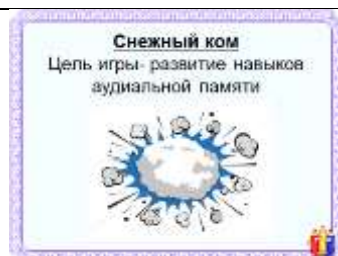 Снежный ком
Цель игры- развитие навыков
аудиальной памяти